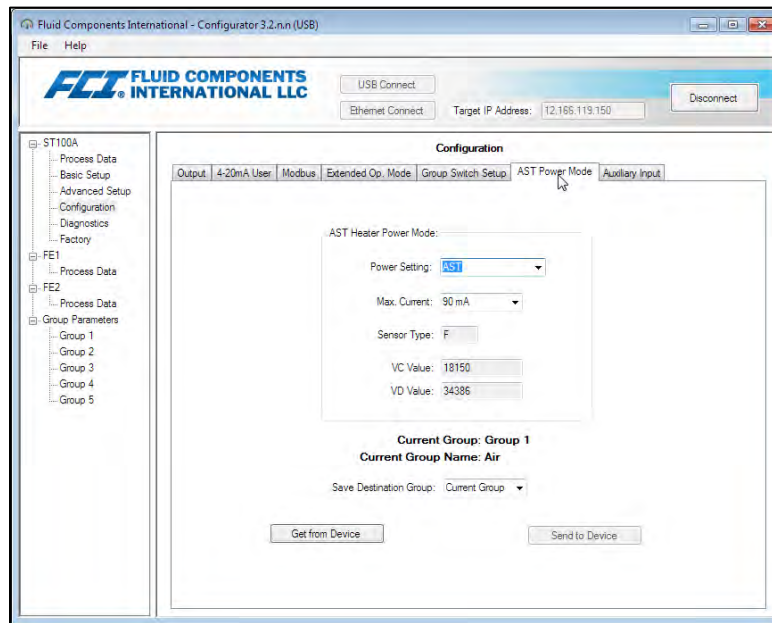 Fluid Components International - Configurator 3.2.n.n (USB)
File Help
FCI. FLUID COMPONENTS
INTERNATIONAL LLC
USB Connect
Ethernet Connect
Target IP Address: 12.166.119.150
Disconnect
ST100A
Process Data
Basic Setup
Advanced Setup
Configuration
Diagnostics
Factory
FE1
Process Data
FE2
Process Data
Group Parameters
Group 1
Group 2
Group 3
Group 4
Group 5
Configuration
Output 4-20mA User Modbus Extended Op. Mode Group Switch Setup AST Power Mode Auxiliary Input
AST Heater Power Mode:
Power Setting: AST
Max. Current: 90 mA
Sensor Type: F
VC Value: 18150
VD Value: 34386
Current Group: Group 1
Current Group Name: Air
Save Destination Group: Current Group
Get from Device
Send to Device